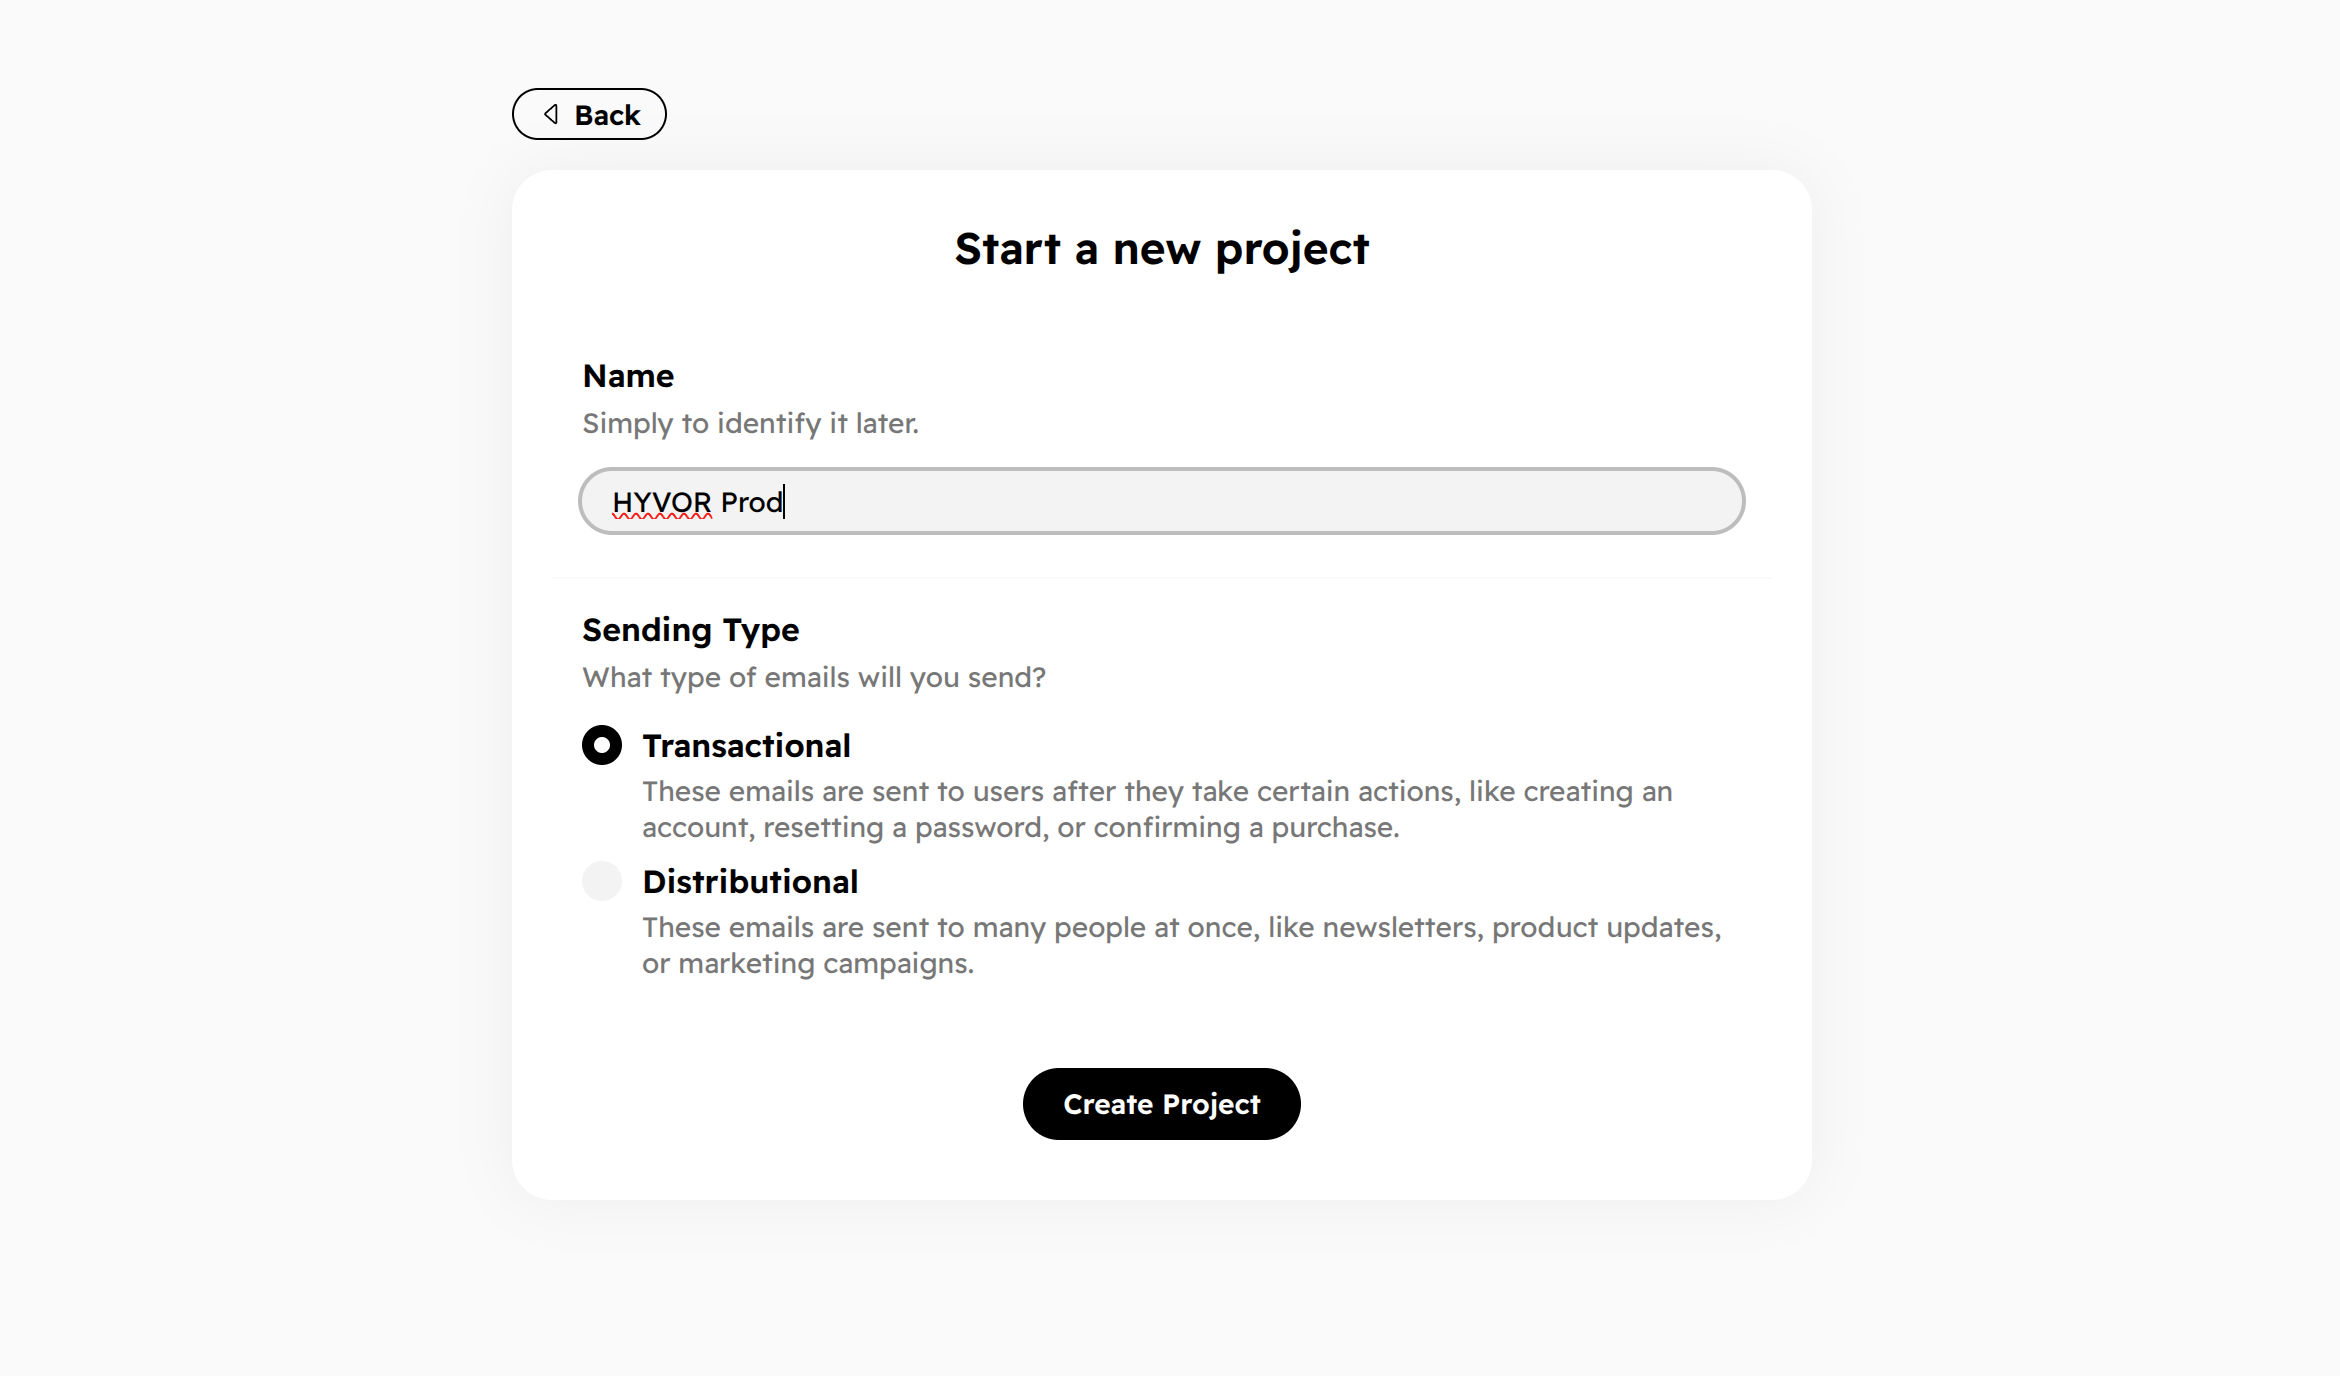 Back
Start a new project
Name
Simply to identify it later.
HYVOR Prod
Sending Type
What type of emails will you send?
Transactional
These emails are sent to users after they take certain actions, like creating an
account, resetting a password, or confirming a purchase.
Distributional
These emails are sent to many people at once, like newsletters, product updates,
or marketing campaigns.
Create Project